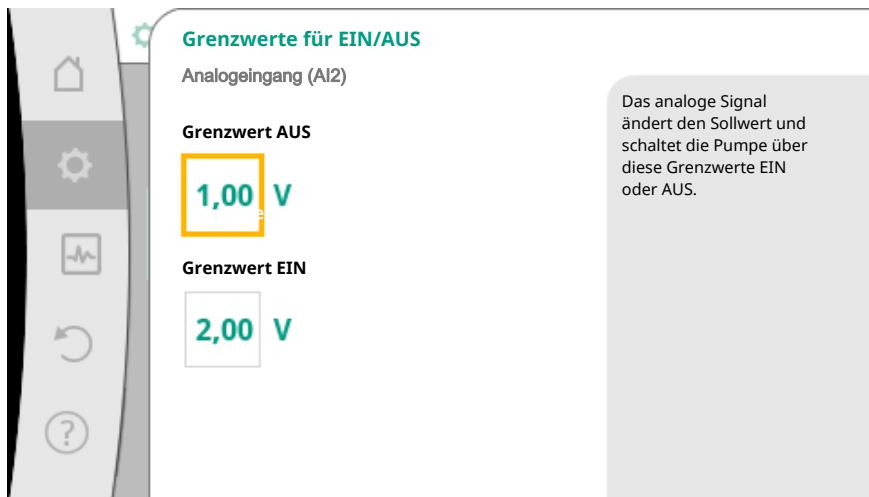 Grenzwerte für EIN/AUS
Analogeingang (AI2)
Grenzwert AUS
1,00 V
e
Grenzwert EIN
2,00 V
?
Das analoge Signal
ändert den Sollwert und
schaltet die Pumpe über
diese Grenzwerte EIN
oder AUS.